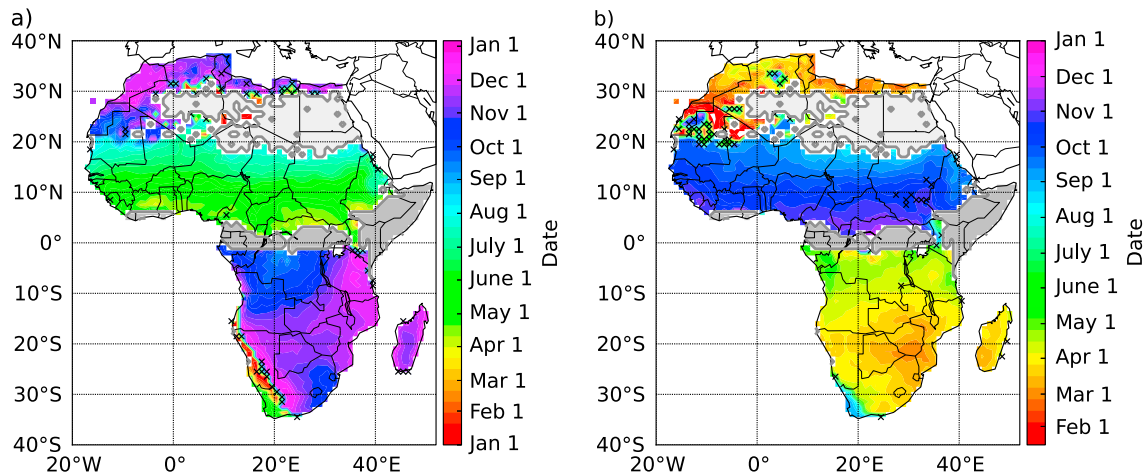 a)
40°N
30°N
20°N
10°N
0°
10°S
20°S
30°S
40°S
20°W
0°
20°E
40°E
Jan 1
Dec 1
Nov 1
Oct 1
Sep 1
Aug 1
July 1
June 1
May 1
Apr 1
Mar 1
Feb 1
Jan 1
Date
b)
40°N
30°N
20°N
10°N
0°
10°S
20°S
30°S
40°S
20°W
0°
20°E
40°E
Jan 1
Dec 1
Nov 1
Oct 1
Sep 1
Aug 1
July 1
June 1
May 1
Apr 1
Mar 1
Feb 1
Date